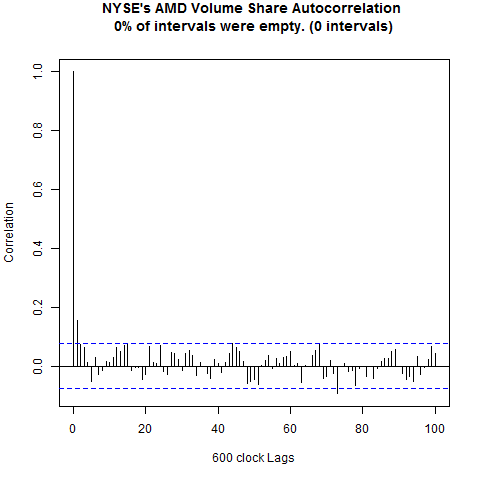 NYSE's AMD Volume Share Autocorrelation
0% of intervals were empty. (0 intervals)
Correlation
1.0
0.8
0.6
0.4
0.2
0.0
0 20 40 60 80 100
600 clock Lags